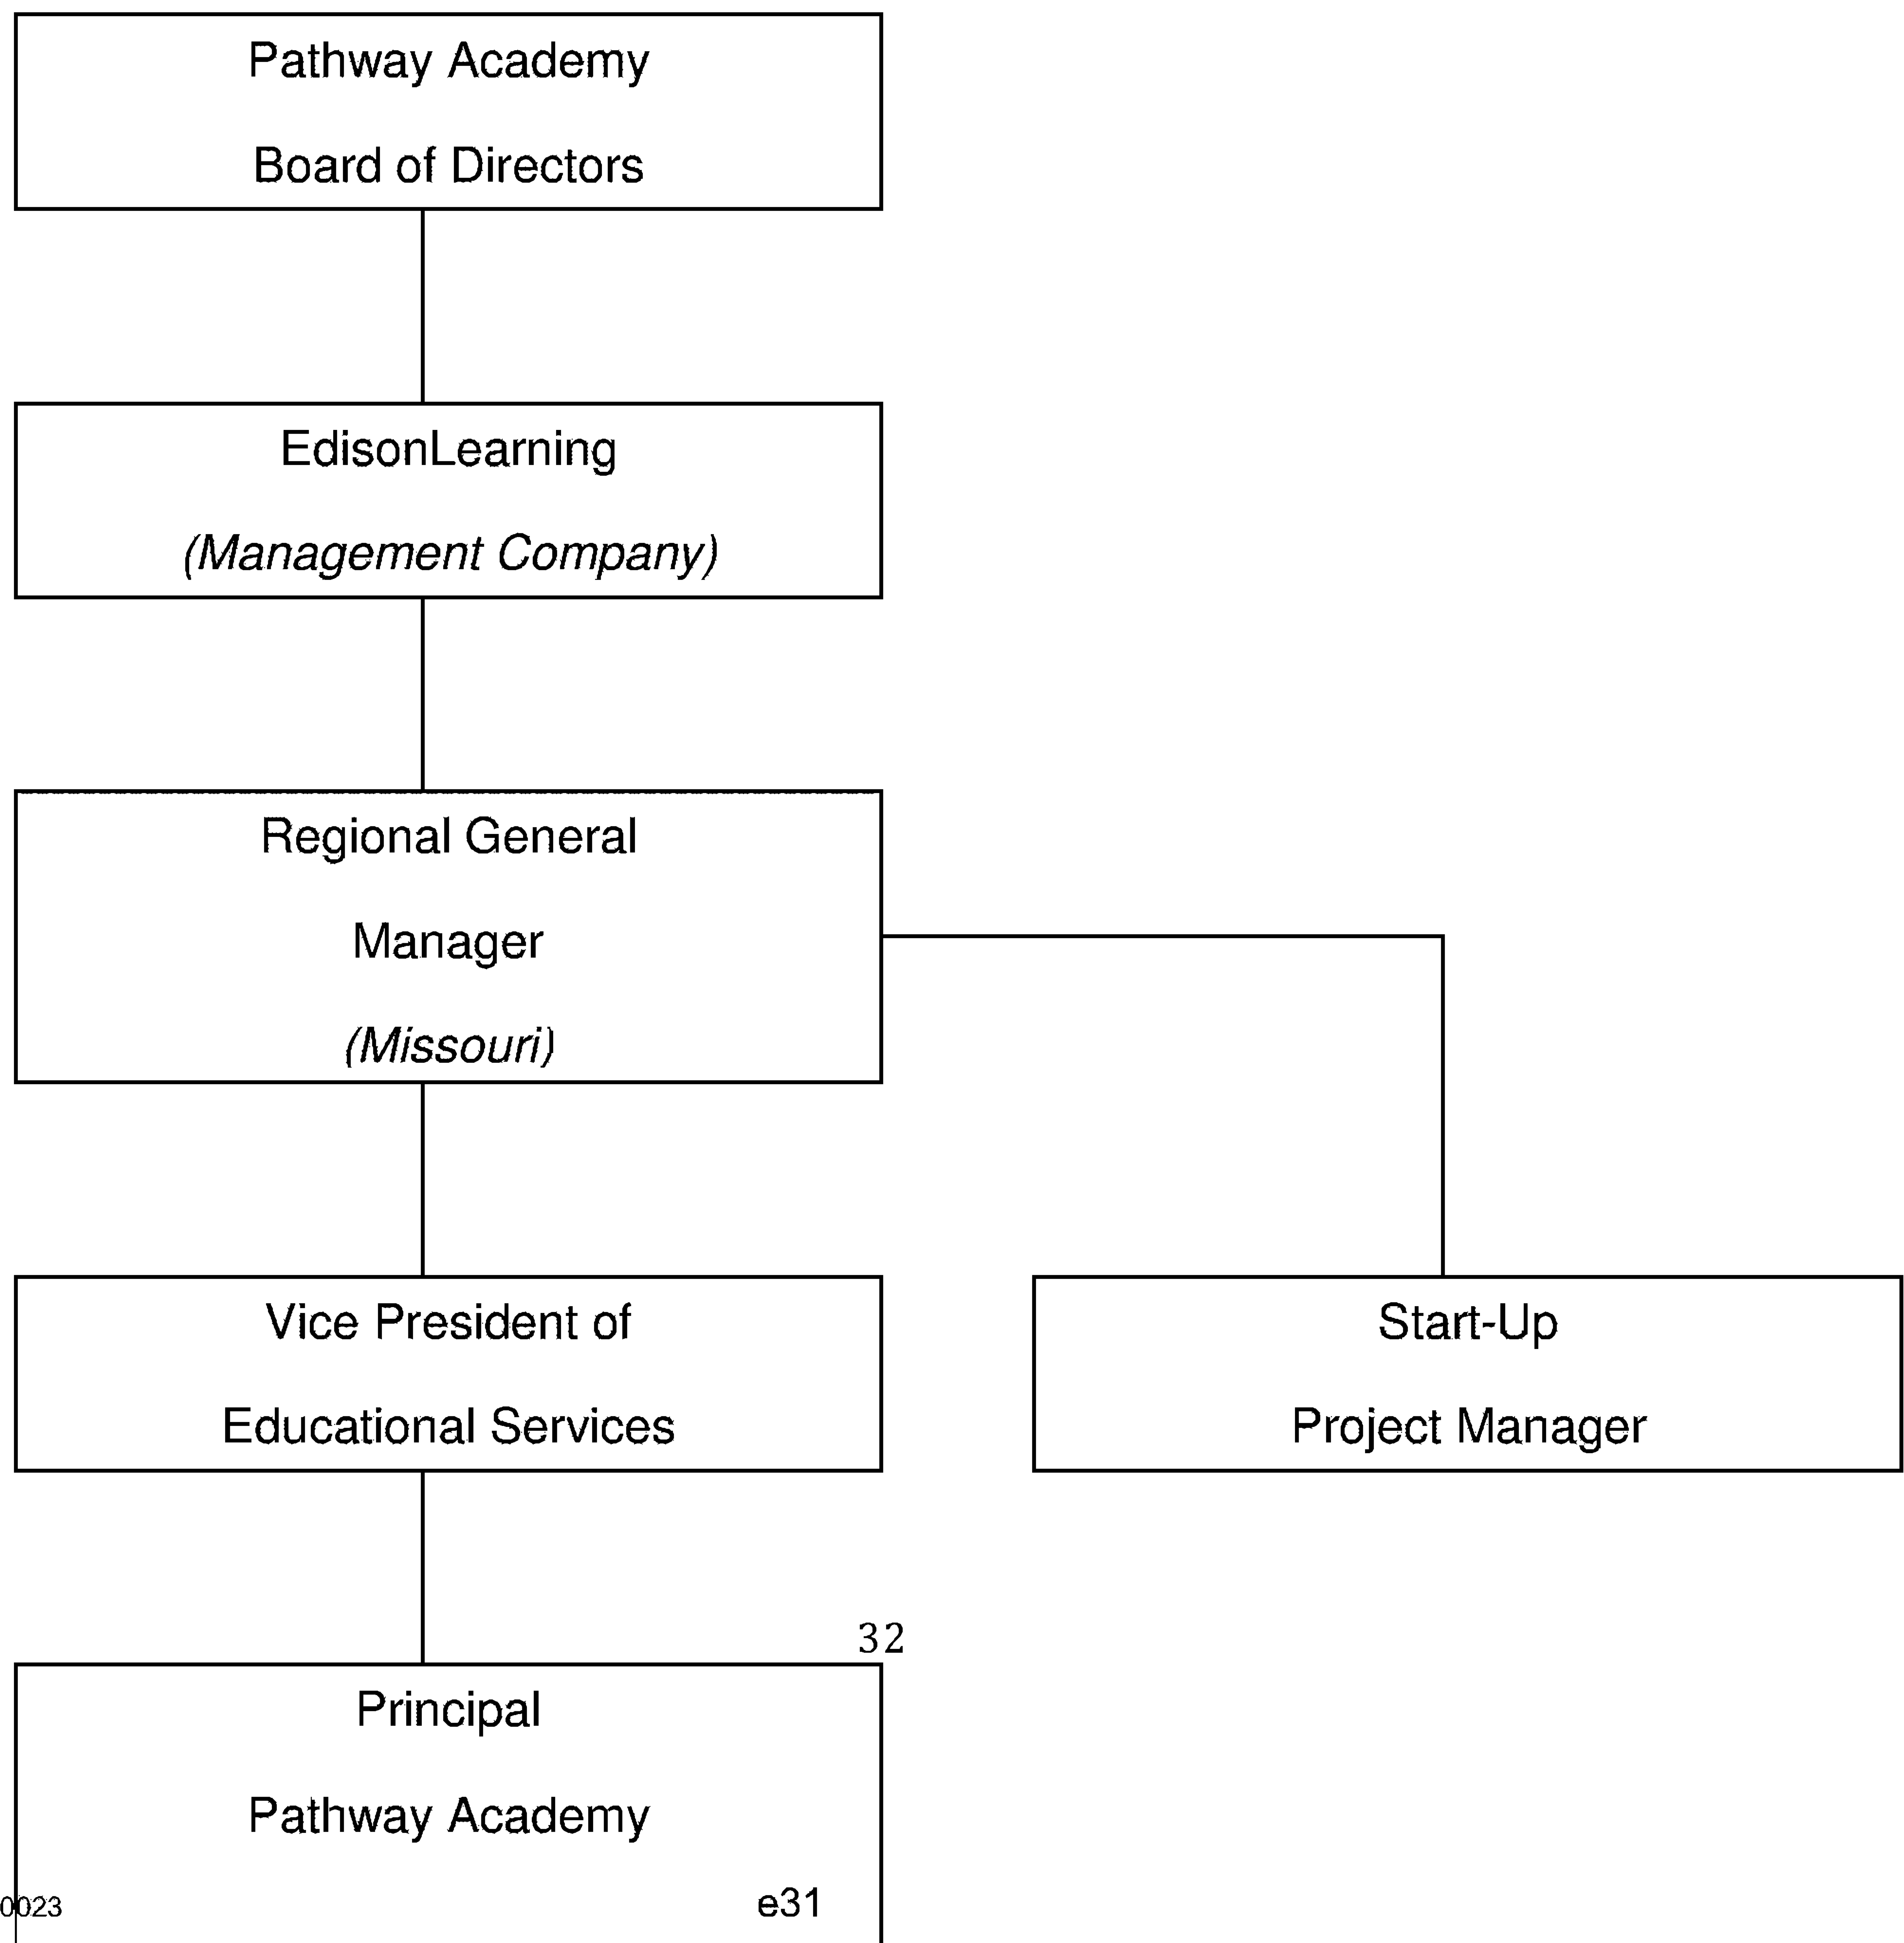 Pathway Academy
Board of Directors
EdisonLearning
(Management Company)
Regional General
Manager
(Missouri)
Vice President of
Educational Services
Start-Up
Project Manager
32
Principal
Pathway Academy
0023
e31